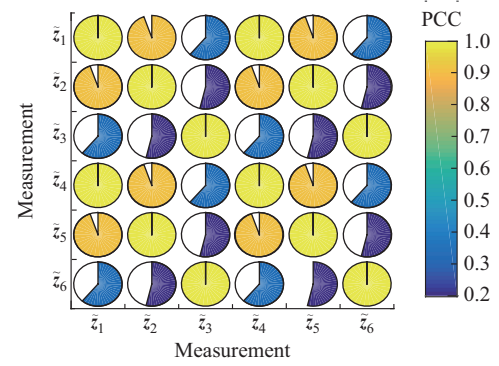 PCC
1.0
0.9
0.8
0.7
0.6
0.5
0.4
0.3
0.2
Measurement
z̃₁
z̃₂
z̃₃
z̃₄
z̃₅
z̃₆
z̃₁ z̃₂ z̃₃ z̃₄ z̃₅ z̃₆
Measurement